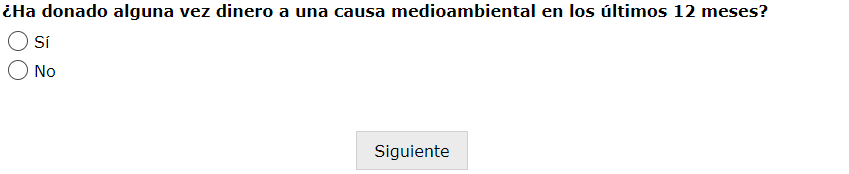 ¿Ha donado alguna vez dinero a una causa medioambiental en los últimos 12 meses?
Sí
No
Siguiente